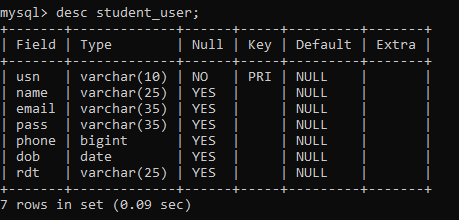 mysql> desc student_user;
+-------+-------------+------+-----+---------+-------+
| Field | Type        | Null | Key | Default | Extra |
+-------+-------------+------+-----+---------+-------+
| usn   | varchar(10) | NO   | PRI | NULL    |       |
| name  | varchar(25) | YES  |     | NULL    |       |
| email | varchar(35) | YES  |     | NULL    |       |
| pass  | varchar(35) | YES  |     | NULL    |       |
| phone | bigint      | YES  |     | NULL    |       |
| dob   | date        | YES  |     | NULL    |       |
| rdt   | varchar(25) | YES  |     | NULL    |       |
+-------+-------------+------+-----+---------+-------+
7 rows in set (0.09 sec)